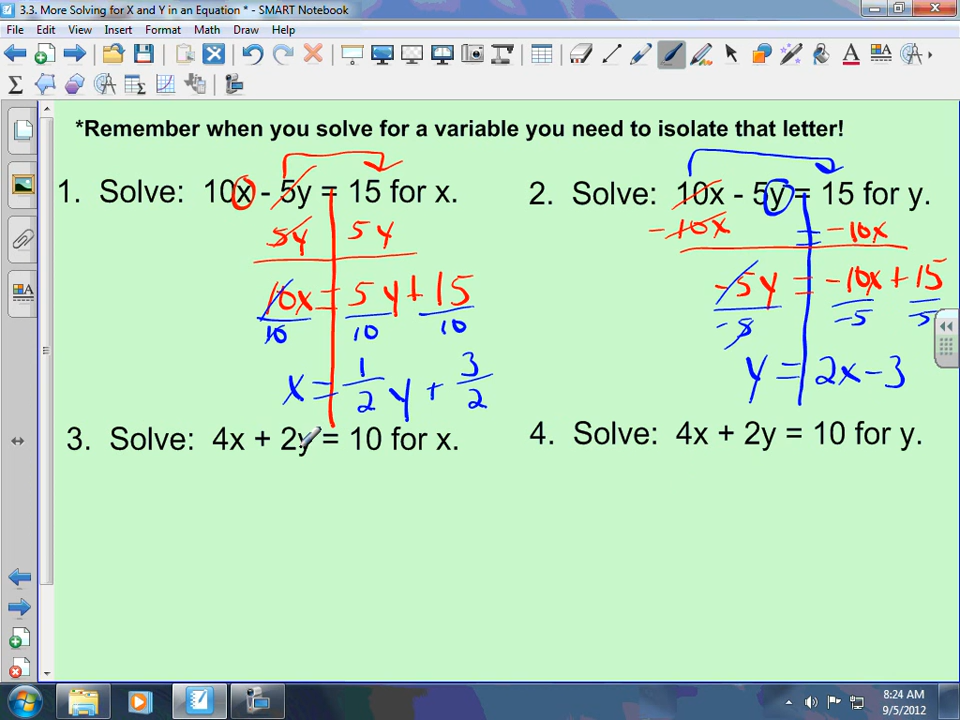 3.3. More Solving for X and Y in an Equation * - SMART Notebook
File Edit View Insert Format Math Draw Help
*Remember when you solve for a variable you need to isolate that letter!
1. Solve: 10x - 5y = 15 for x.
5y 5y
10x = 5y + 15
10 10 10
x = 1/2 y + 3/2
2. Solve: 10x - 5y = 15 for y.
-10x = -10x
-5y = -10x + 15
-5 -5 -5
y = 2x - 3
3. Solve: 4x + 2y = 10 for x.
4. Solve: 4x + 2y = 10 for y.
8:24 AM
9/5/2012